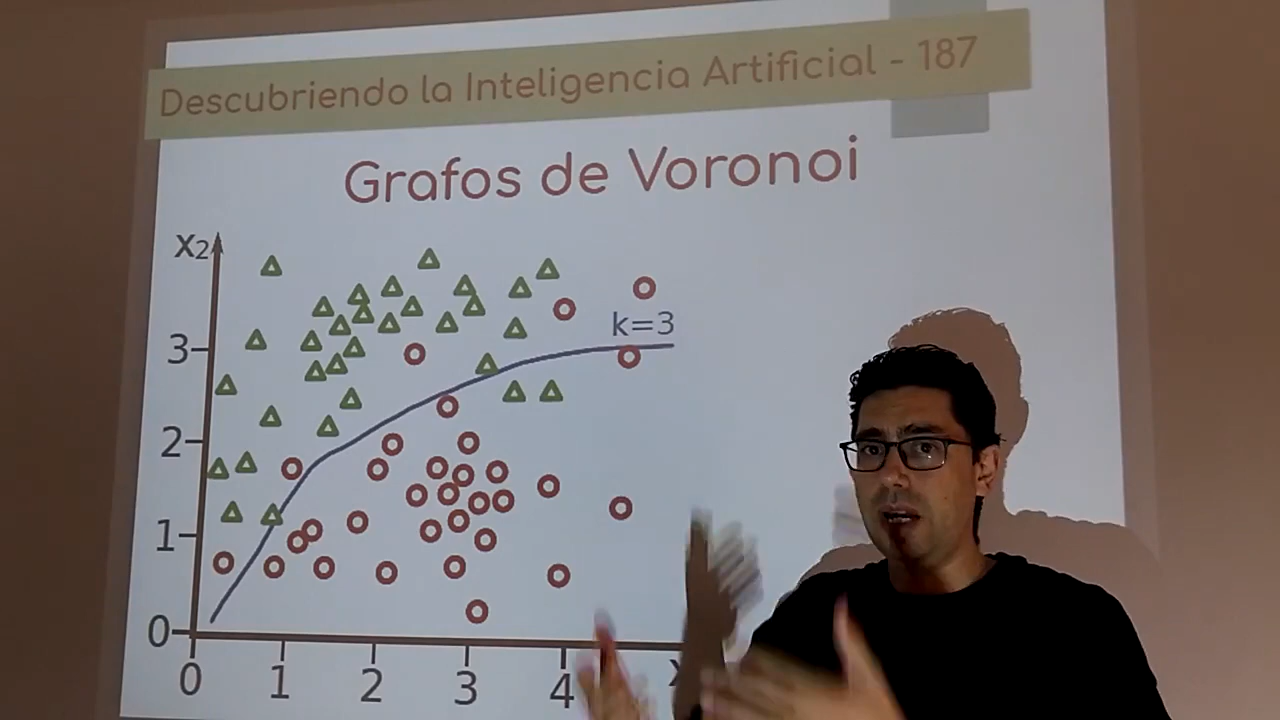 Descubriendo la Inteligencia Artificial - 187
Grafos de Voronoi
x2
k=3
3
2
1
0
0 1 2 3 4